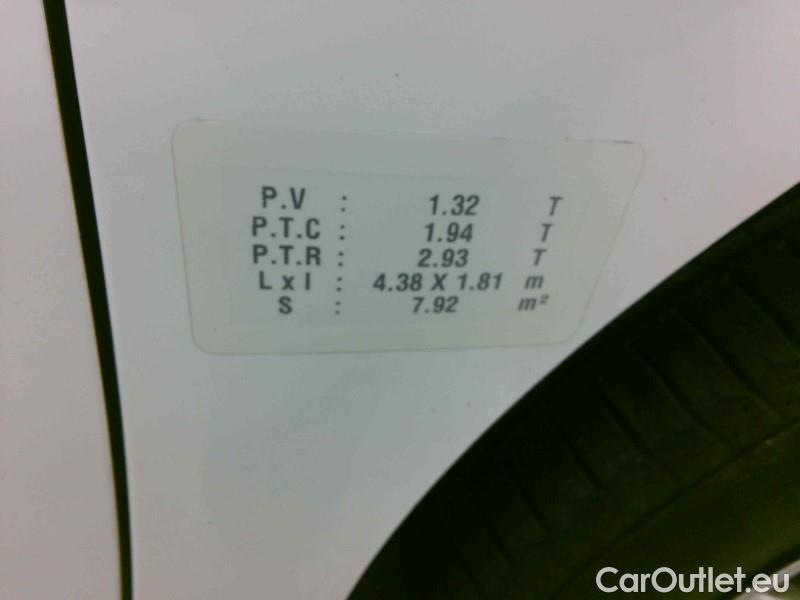 P.V : 1.32 T
P.T.C : 1.94 T
P.T.R : 2.93 T
L x l : 4.38 X 1.81 m
S : 7.92 m²
CarOutlet.eu